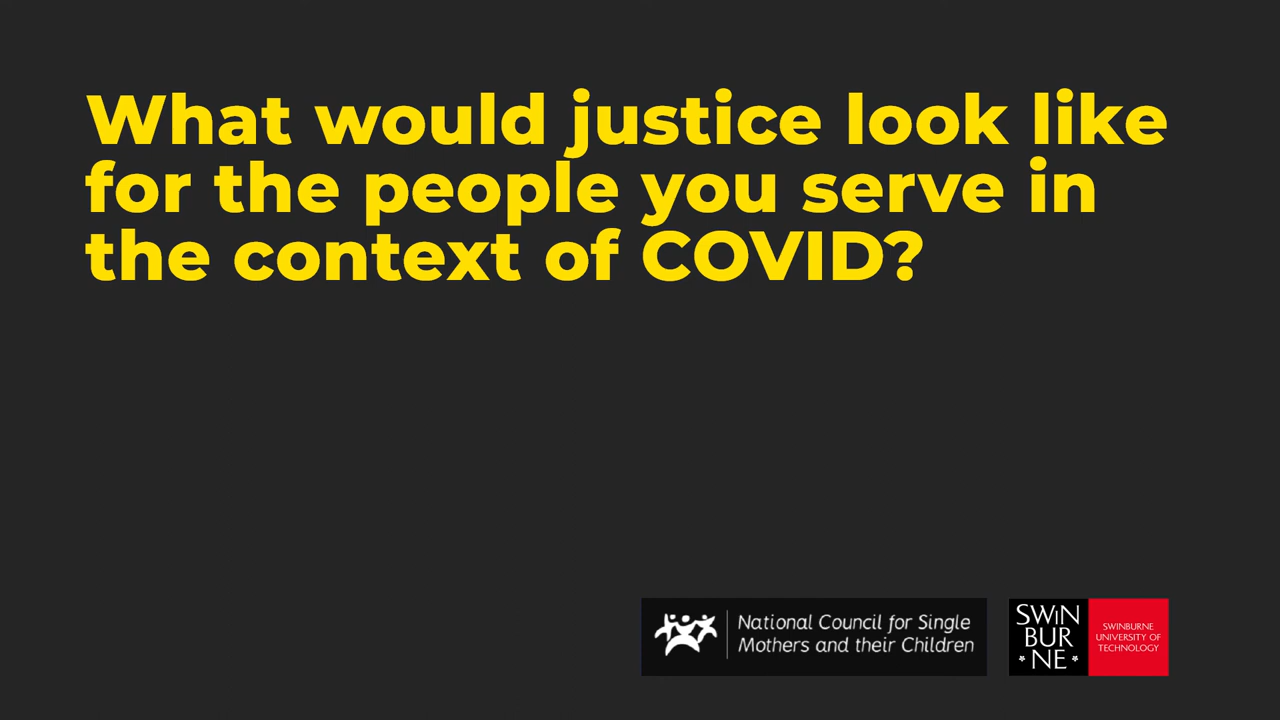 What would justice look like
for the people you serve in
the context of COVID?
National Council for Single
Mothers and their Children
SWiN
BUR
NE
SWINBURNE
UNIVERSITY OF
TECHNOLOGY